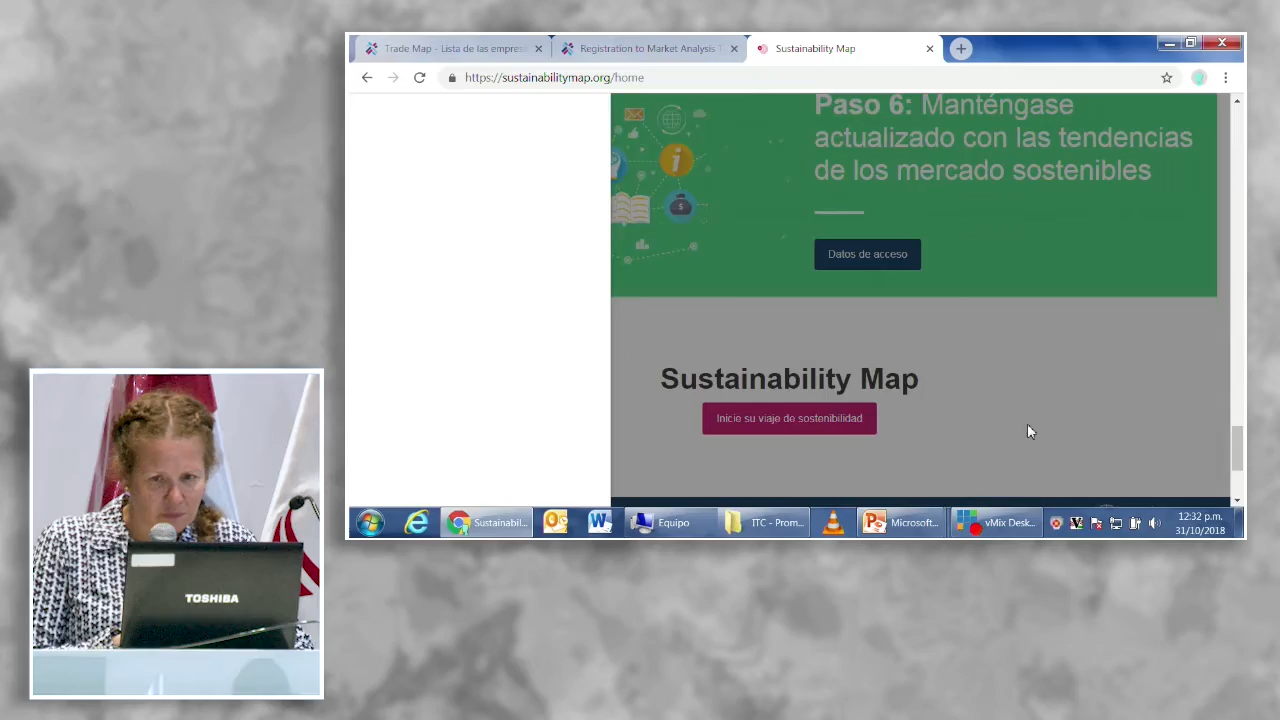 Trade Map - Lista de las empres
Registration to Market Analysis T
Sustainability Map
https://sustainabilitymap.org/home
Paso 6: Manténgase
actualizado con las tendencias
de los mercado sostenibles
Datos de acceso
Sustainability Map
Inicie su viaje de sostenibilidad
Sustainabil...
Equipo
ITC - Prom...
Microsoft...
vMix Desk...
12:32 p.m.
31/10/2018
TOSHIBA